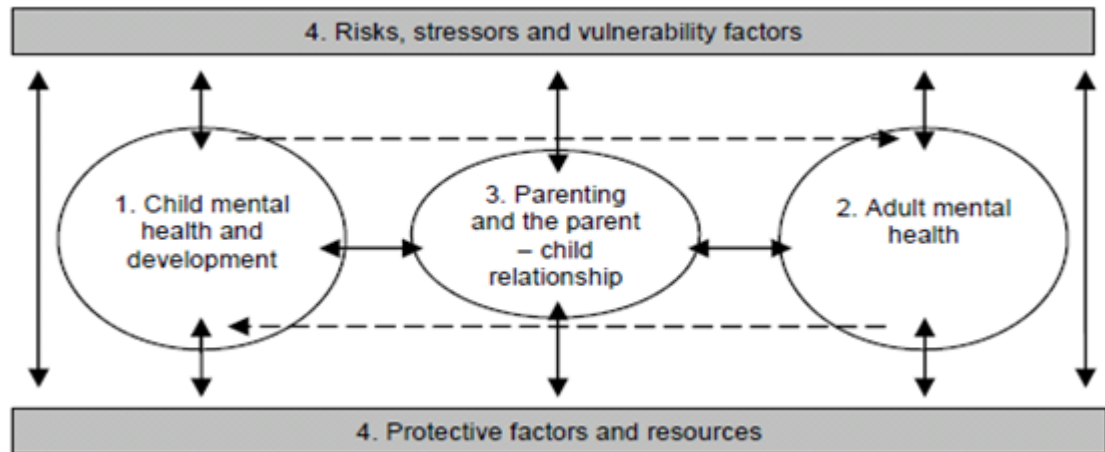 4. Risks, stressors and vulnerability factors
1. Child mental
health and
development
3. Parenting
and the parent
– child
relationship
2. Adult mental
health
4. Protective factors and resources